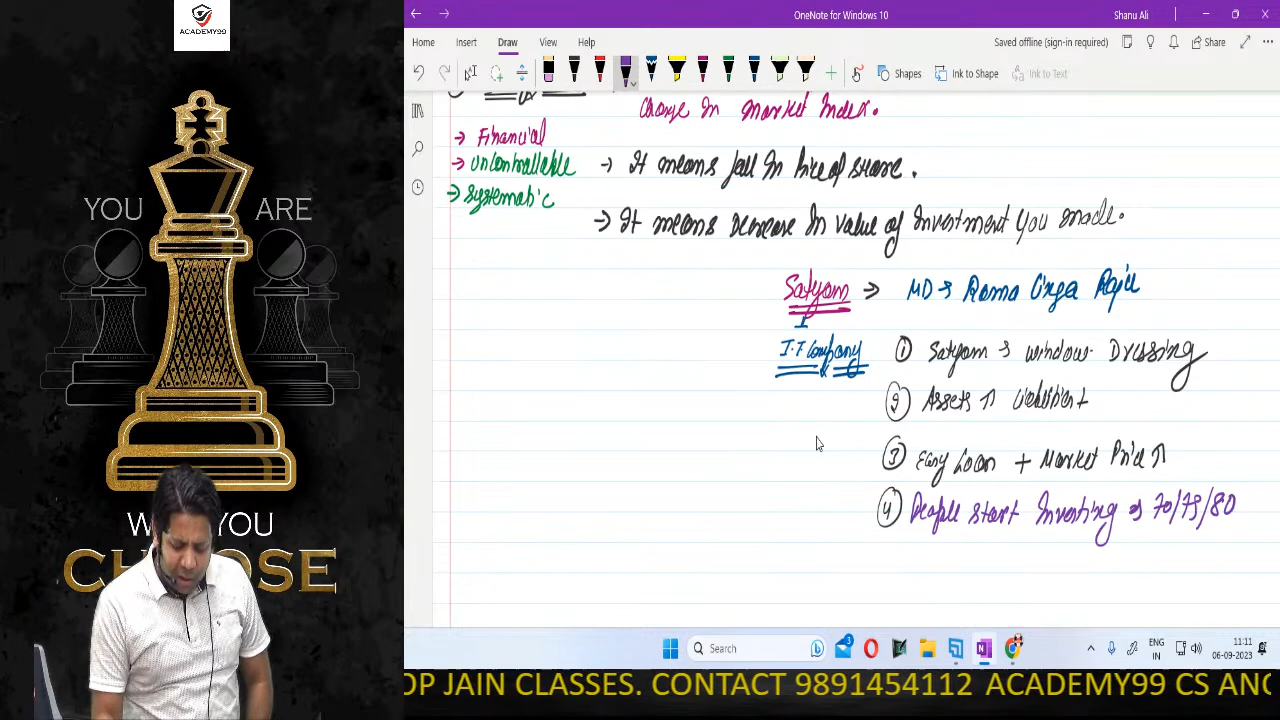 ACADEMY99
YOU ARE
W YOU
CH OSE
OneNote for Windows 10
Shanu Ali
Home Insert Draw View Help
Saved offline (sign-in required)
Share
Shapes
Ink to Shape
Ink to Text
Change In Market Index.
→ Financial
→ Uncontrollable
→ Systematic
→ It means fall In Price of share.
→ It means Decrease In value of Investment You made.
Satyam → MD → Rama
I.T Company
① Satyam → window Dressing
② Assets ↑
③ Easy Loan + Market Price ↑
④ People start Investing → 70/75/80
Search
3
ENG
IN
11:11
06-09-2023
OP JAIN CLASSES. CONTACT 9891454112 ACADEMY99 CS AN